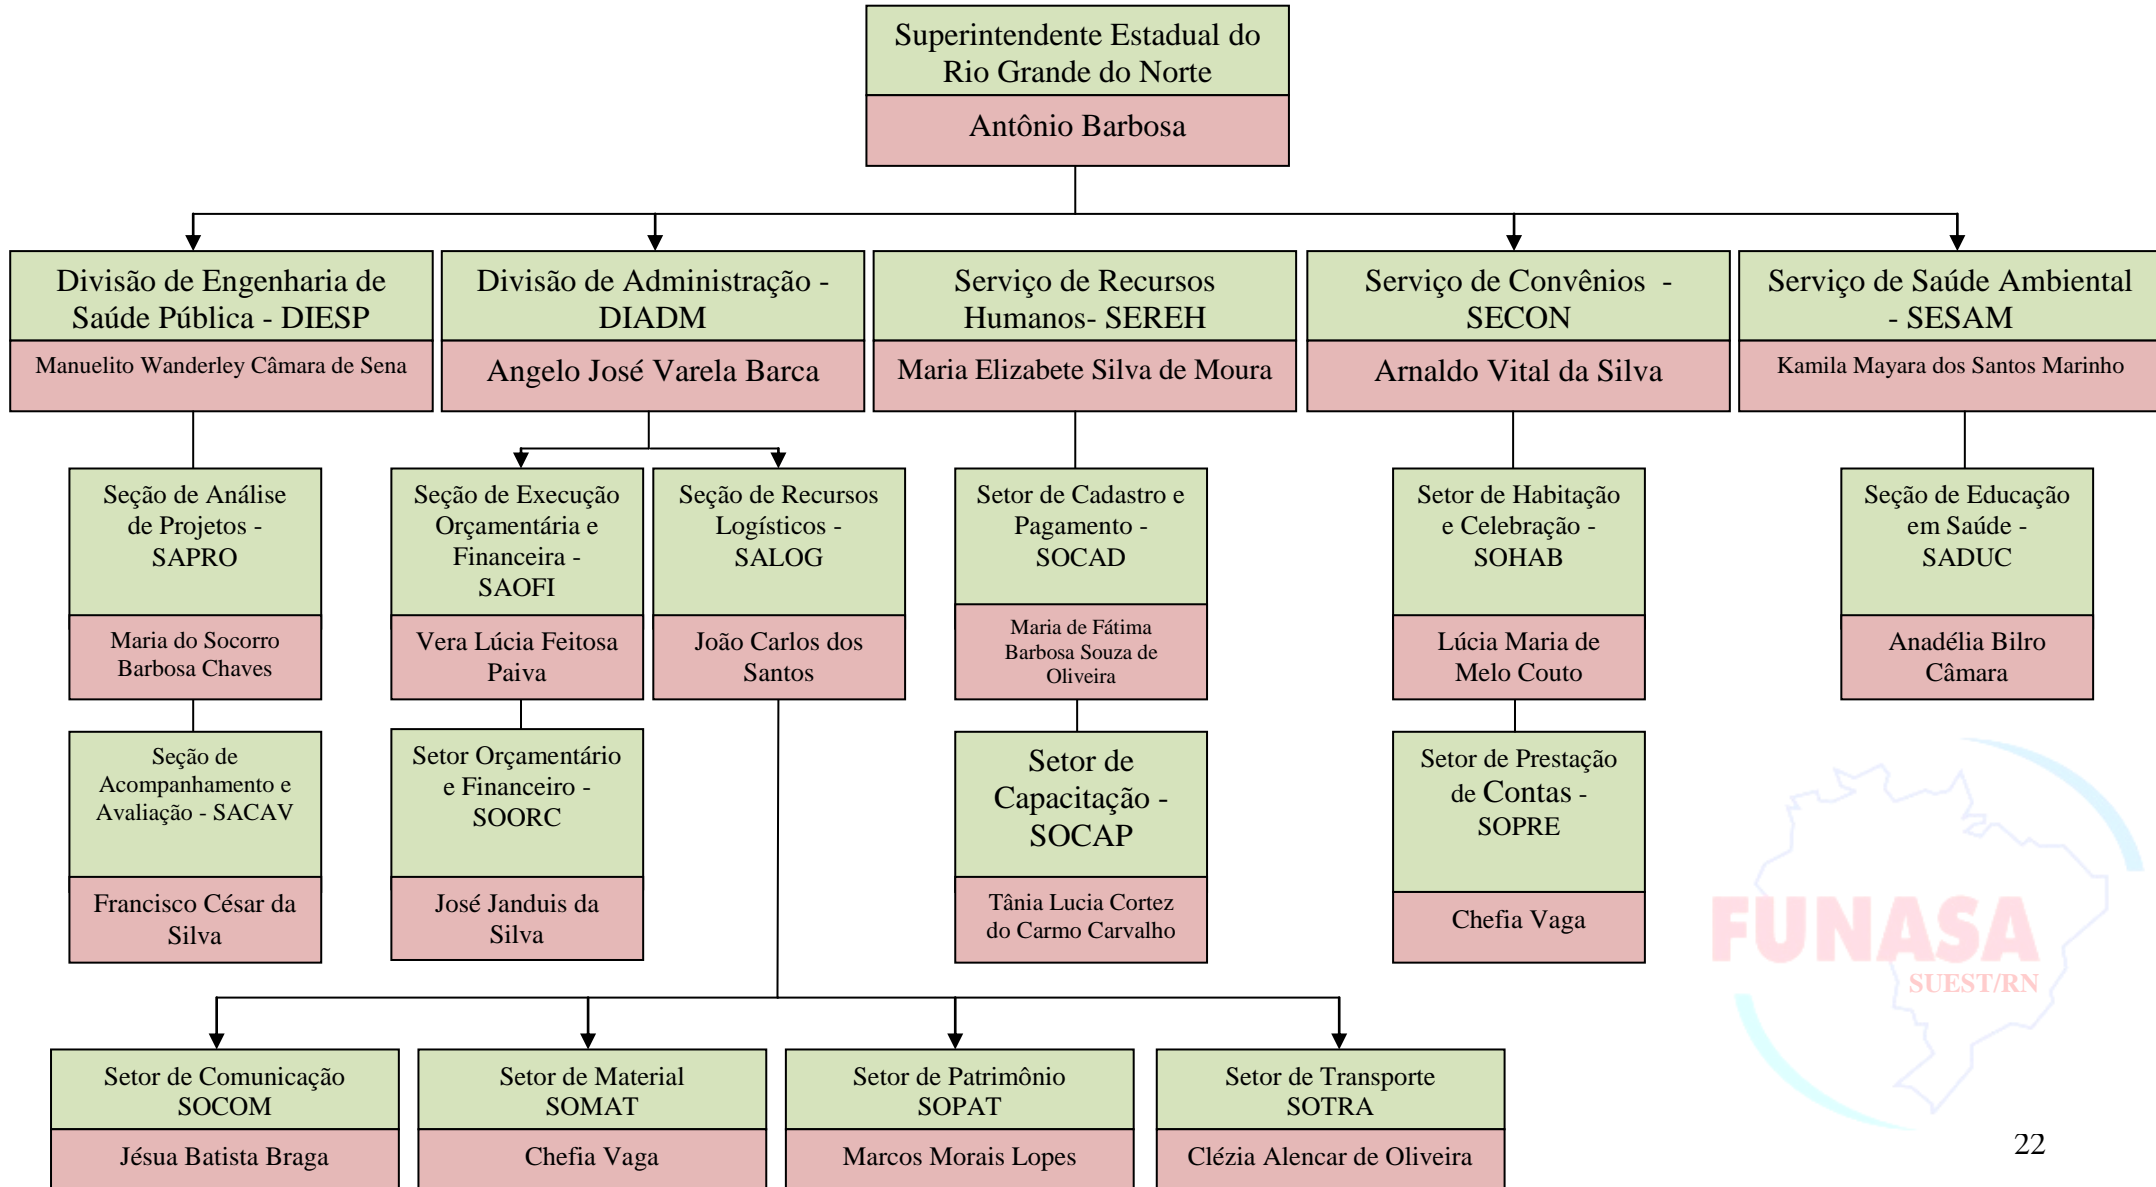 Superintendente Estadual do
Rio Grande do Norte
Antônio Barbosa
Divisão de Engenharia de
Saúde Pública - DIESP
Manuelito Wanderley Câmara de Sena
Divisão de Administração -
DIADM
Angelo José Varela Barca
Serviço de Recursos
Humanos- SEREH
Maria Elizabete Silva de Moura
Serviço de Convênios  -
SECON
Arnaldo Vital da Silva
Serviço de Saúde Ambiental
- SESAM
Kamila Mayara dos Santos Marinho
Seção de Análise
de Projetos -
SAPRO
Maria do Socorro
Barbosa Chaves
Seção de Execução
Orçamentária e
Financeira -
SAOFI
Vera Lúcia Feitosa
Paiva
Seção de Recursos
Logísticos -
SALOG
João Carlos dos
Santos
Setor de Cadastro e
Pagamento -
SOCAD
Maria de Fátima
Barbosa Souza de
Oliveira
Setor de Habitação
e Celebração -
SOHAB
Lúcia Maria de
Melo Couto
Seção de Educação
em Saúde -
SADUC
Anadélia Bilro
Câmara
Seção de
Acompanhamento e
Avaliação - SACAV
Francisco César da
Silva
Setor Orçamentário
e Financeiro -
SOORC
José Janduis da
Silva
Setor de
Capacitação -
SOCAP
Tânia Lucia Cortez
do Carmo Carvalho
Setor de Prestação
de Contas -
SOPRE
Chefia Vaga
FUNASA
SUEST/RN
Setor de Comunicação
SOCOM
Jésua Batista Braga
Setor de Material
SOMAT
Chefia Vaga
Setor de Patrimônio
SOPAT
Marcos Morais Lopes
Setor de Transporte
SOTRA
Clézia Alencar de Oliveira
22